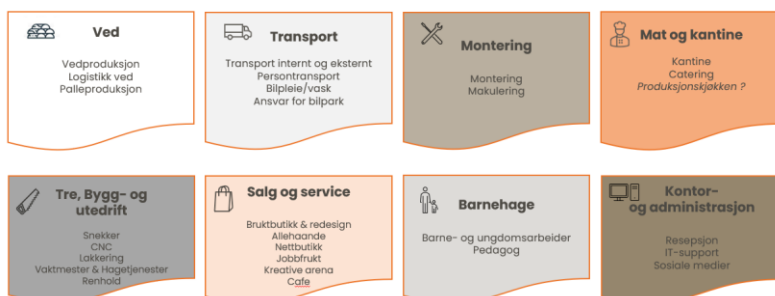 Ved
Vedproduksjon
Logistikk ved
Palleproduksjon
Transport
Transport internt og eksternt
Persontransport
Bilpleie/vask
Ansvar for bilpark
Montering
Montering
Makulering
Mat og kantine
Kantine
Catering
Produksjonskjøkken ?
Tre, Bygg- og
utedrift
Snekker
CNC
Lakkering
Vaktmester & Hagetjenester
Renhold
Salg og service
Bruktbutikk & redesign
Allehaande
Nettbutikk
Jobbfrukt
Kreative arena
Cafe
Barnehage
Barne- og ungdomsarbeider
Pedagog
Kontor-
og administrasjon
Resepsjon
IT-support
Sosiale medier